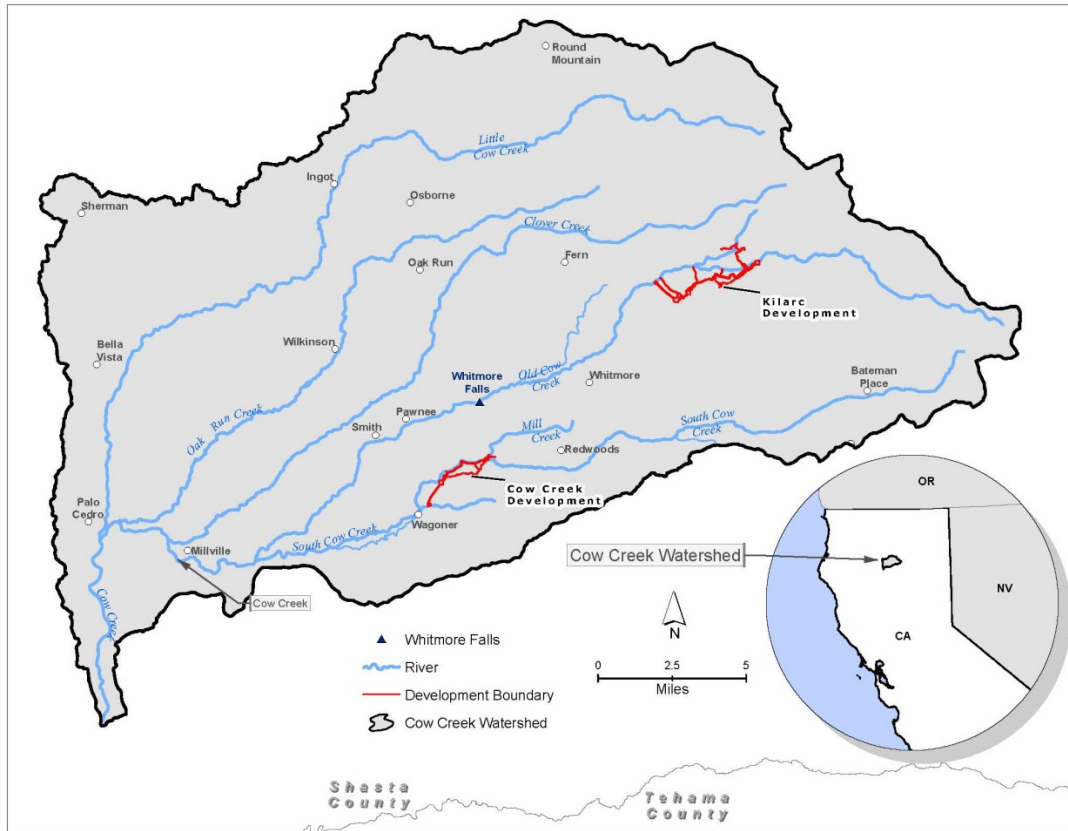 Round
Mountain
Little
Cow Creek
Ingot
Osborne
Sherman
Clover Creek
Fern
Oak Run
Kilarc
Development
Wilkinson
Bella
Vista
Whitmore
Falls
Old Cow
Creek
Whitmore
Bateman
Place
Oak Run Creek
Pawnee
Smith
Mill
Creek
South Cow
Creek
Redwoods
Cow Creek
Development
Palo
Cedro
Wagoner
South Cow Creek
Millville
Cow Creek
Cow Creek
OR
Cow Creek Watershed
NV
CA
N
Whitmore Falls
River
Development Boundary
Cow Creek Watershed
0 2.5 5
Miles
Shasta
County
Tehama
County